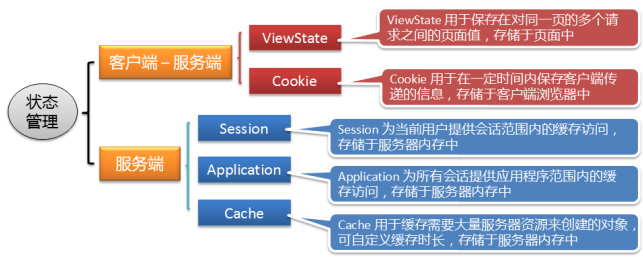 状态
管理
客户端 – 服务端
ViewState
ViewState 用于保存在对同一页的多个请
求之间的页面值，存储于页面中
Cookie
Cookie 用于在一定时间内保存客户端传
递的信息，存储于客户端浏览器中
服务端
Session
Session 为当前用户提供会话范围内的缓存访问，
存储于服务器内存中
Application
Application 为所有会话提供应用程序范围内的缓
存访问，存储于服务器内存中
Cache
Cache 用于缓存需要大量服务器资源来创建的对象，
可自定义缓存时长，存储于服务器内存中